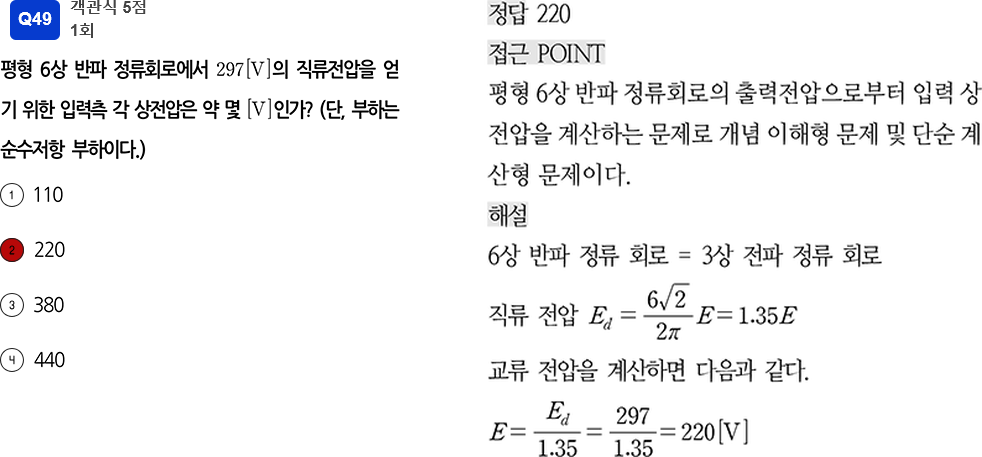 Q49
객관식 5점
1회
평형 6상 반파 정류회로에서 297[V]의 직류전압을 얻
기 위한 입력측 각 상전압은 약 몇 [V]인가? (단, 부하는
순수저항 부하이다.)
① 110
② 220
③ 380
④ 440
정답 220
접근 POINT
평형 6상 반파 정류회로의 출력전압으로부터 입력 상
전압을 계산하는 문제로 개념 이해형 문제 및 단순 계
산형 문제이다.
해설
6상 반파 정류 회로 = 3상 전파 정류 회로
직류 전압 E_d = 6√2/2π E = 1.35E
교류 전압을 계산하면 다음과 같다.
E = E_d/1.35 = 297/1.35 = 220[V]